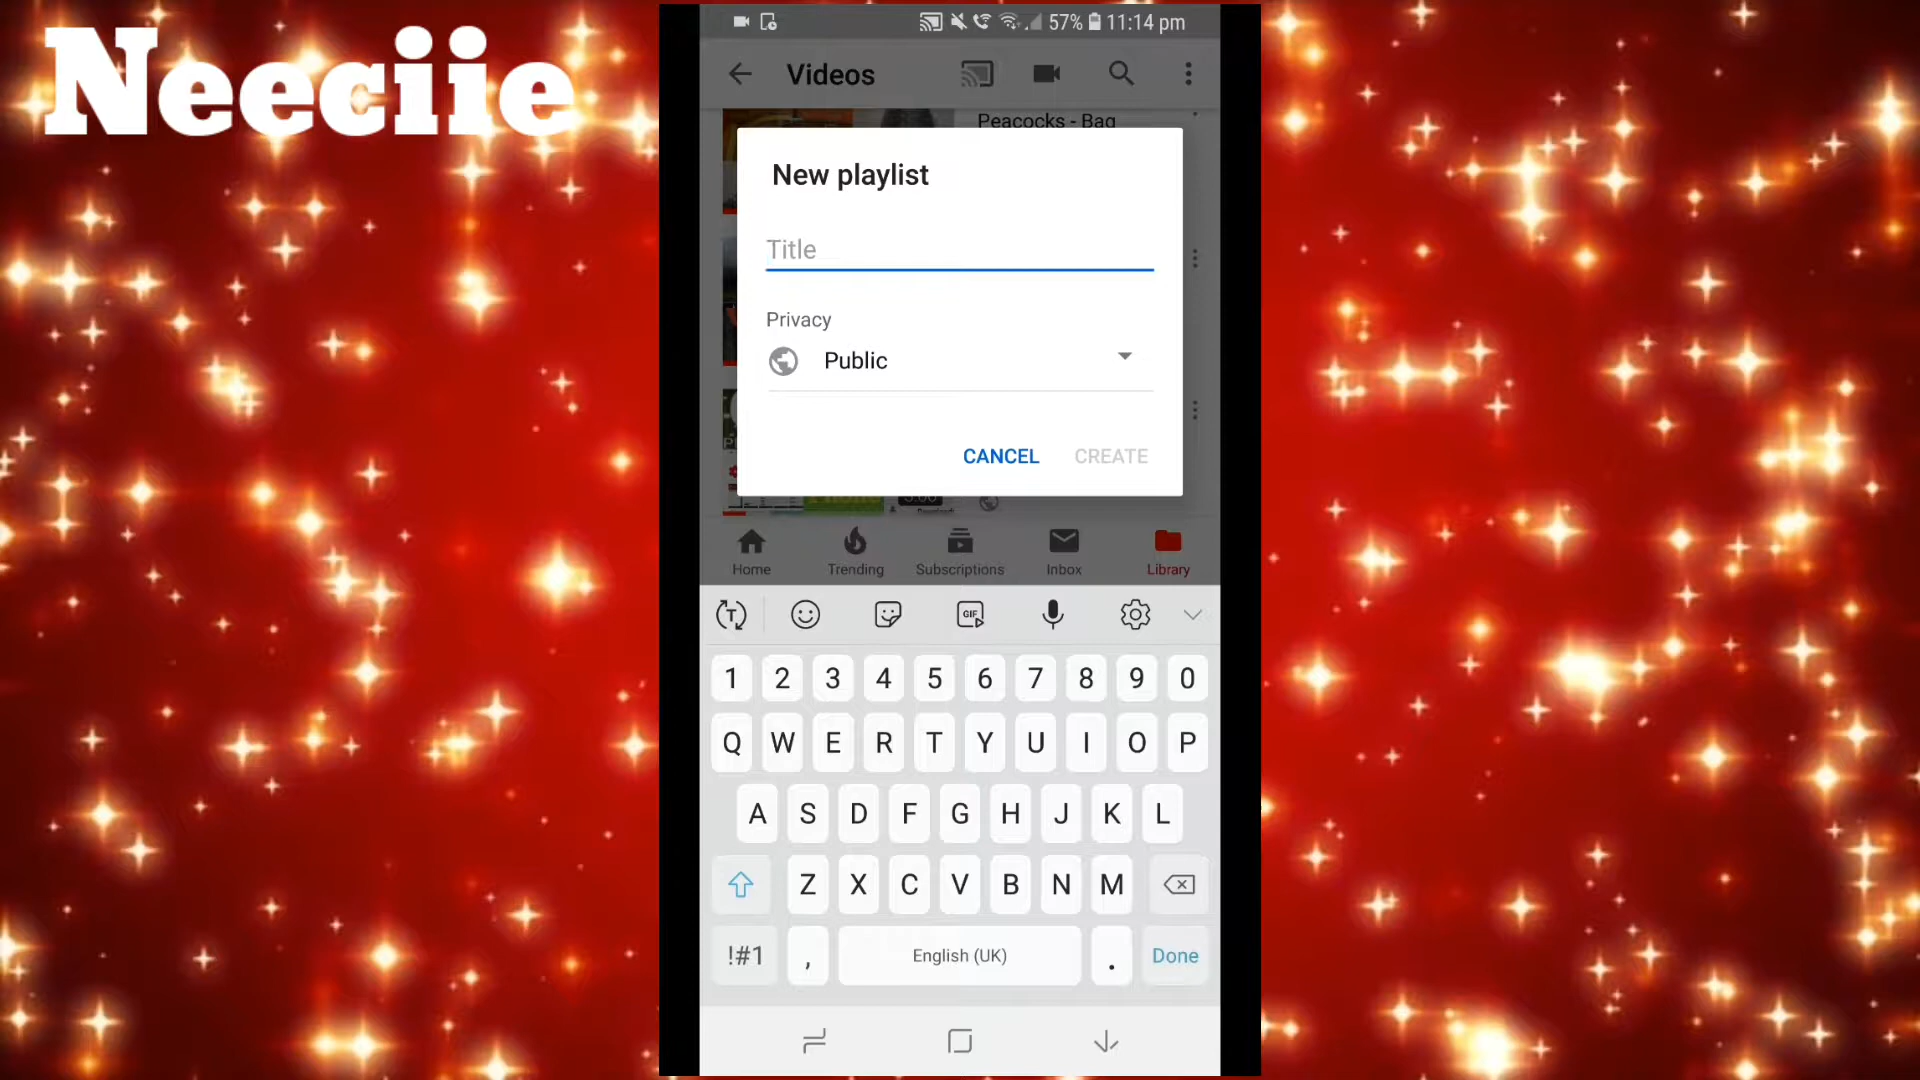 Neeciie
57% 11:14 pm
Videos
Peacocks - Bag
New playlist
Title
Privacy
Public
CANCEL CREATE
Home Trending Subscriptions Inbox Library
GIF
1 2 3 4 5 6 7 8 9 0
Q W E R T Y U I O P
A S D F G H J K L
Z X C V B N M
!#1 , English (UK) . Done